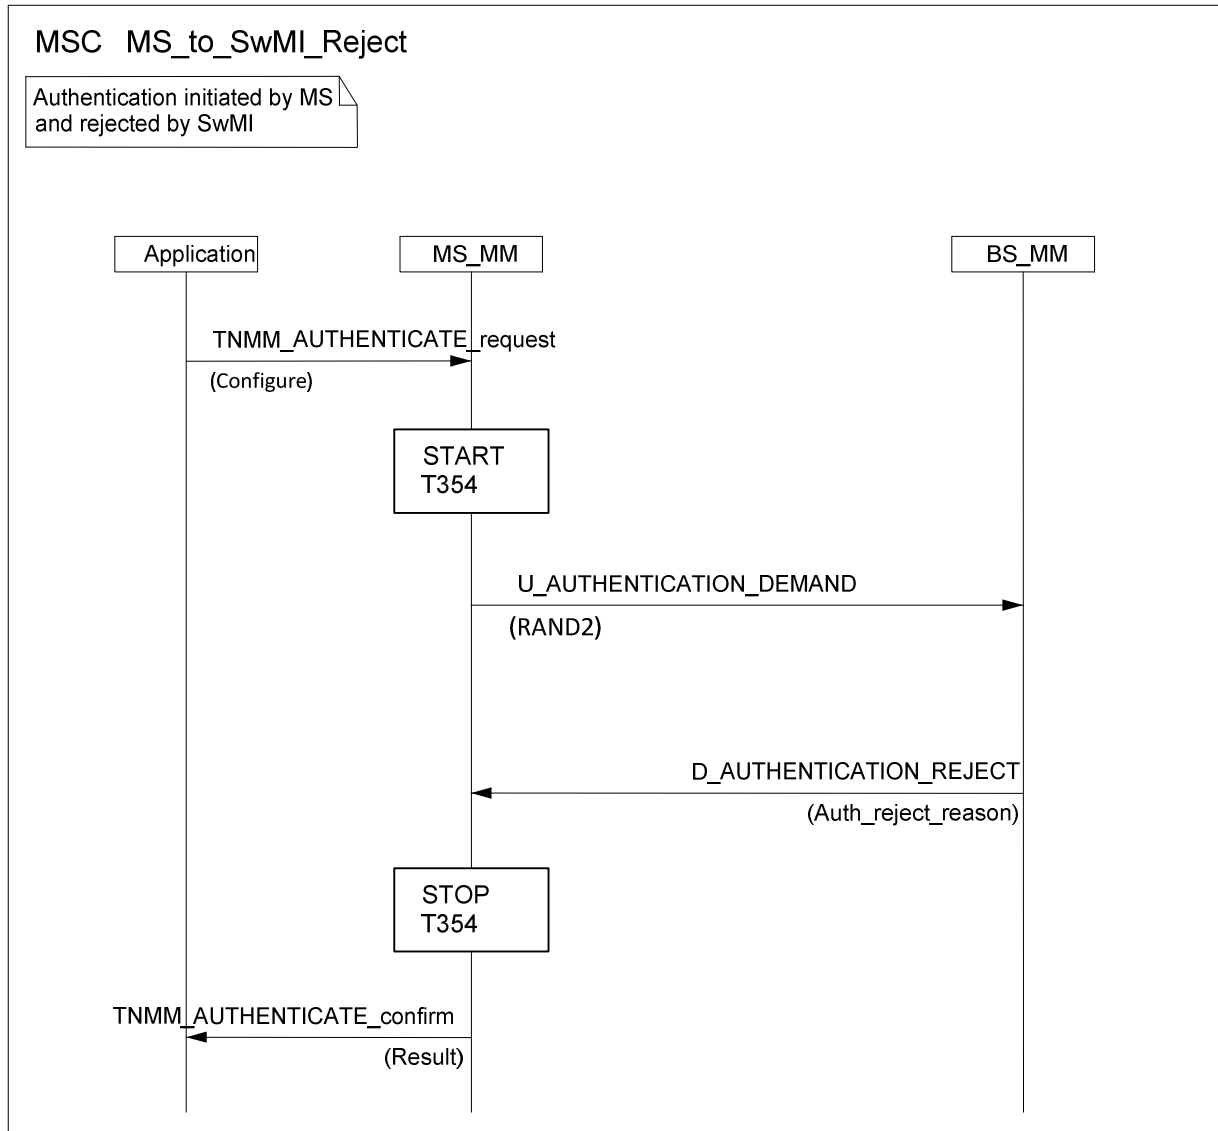 MSC MS_to_SwMI_Reject
Authentication initiated by MS
and rejected by SwMI
Application
MS_MM
BS_MM
TNMM_AUTHENTICATE_request
(Configure)
START
T354
U_AUTHENTICATION_DEMAND
(RAND2)
D_AUTHENTICATION_REJECT
(Auth_reject_reason)
STOP
T354
TNMM_AUTHENTICATE_confirm
(Result)